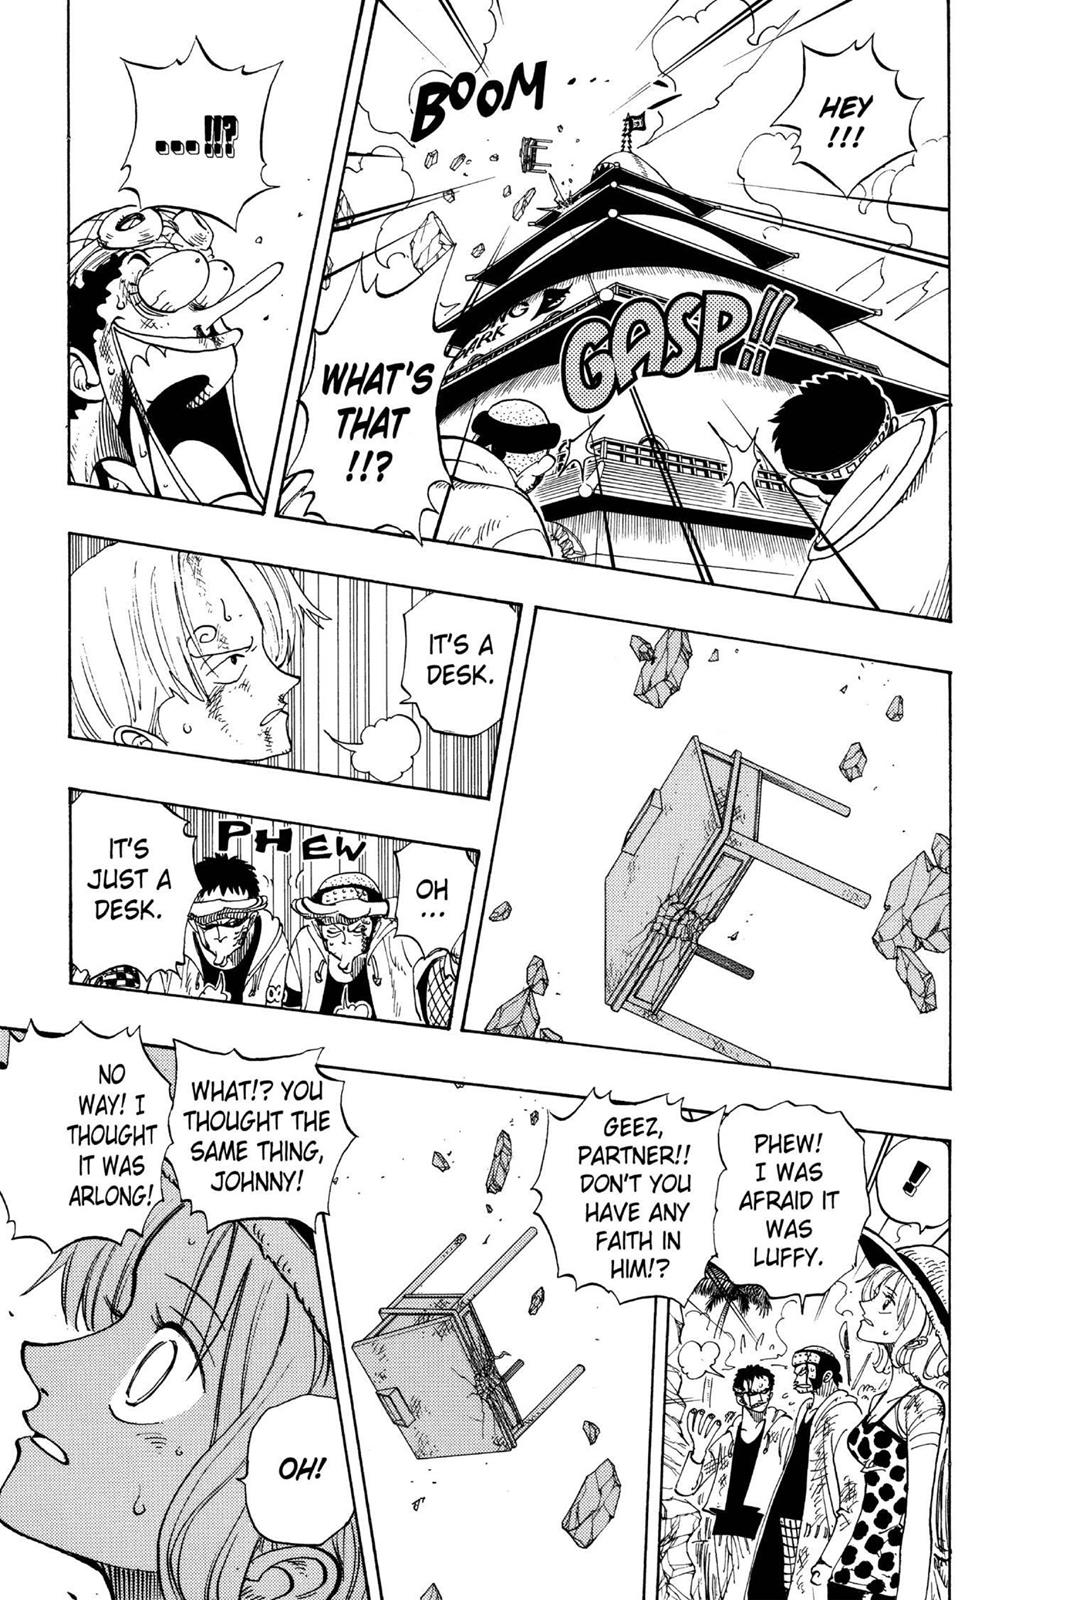 HEY
!!!
BOOM
WHAT'S
THAT
!!?
GASP!!
PARK
...!!?
IT'S A
DESK.
OH
...
PHEW
IT'S
JUST A
DESK.
!
PHEW!
I WAS
AFRAID IT
WAS
LUFFY.
GEEZ,
PARTNER!!
DON'T YOU
HAVE ANY
FAITH IN
HIM!?
WHAT!? YOU
THOUGHT THE
SAME THING,
JOHNNY!
NO
WAY! I
THOUGHT
IT WAS
ARLONG!
OH!